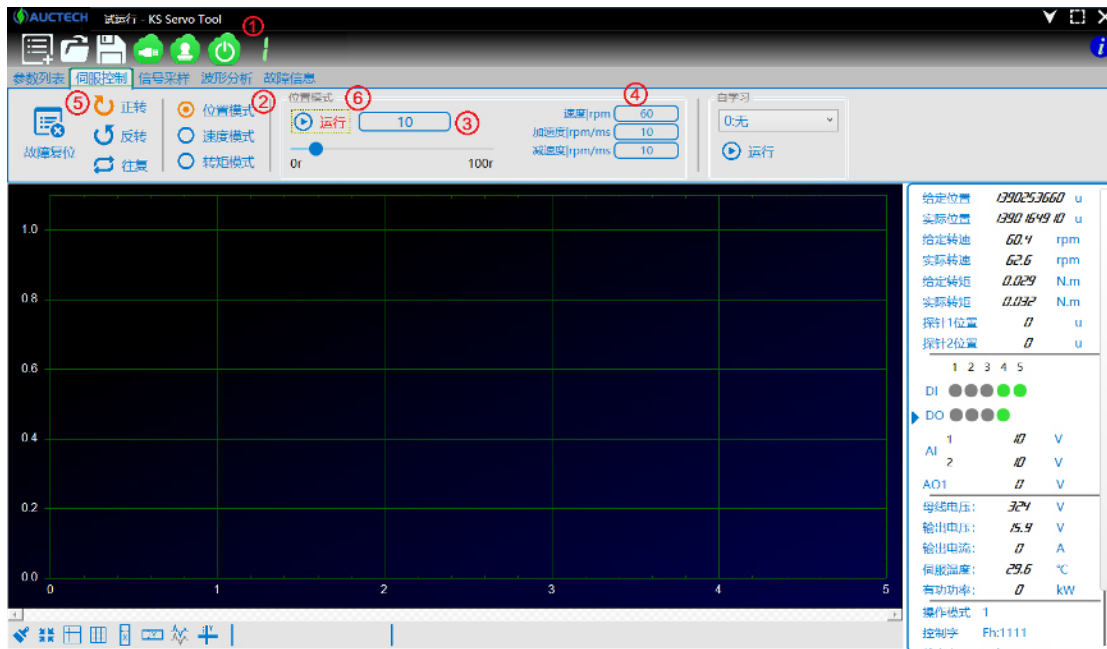 AUCTECH 试运行 - KS Servo Tool
① 1
参数列表 伺服控制 信号采样 波形分析 故障信息
位置模式 ⑥ 自学习
⑤ 正转 位置模式 ② 运行 10 ③ 速度|rpm 60 ④ 0:无
反转 速度模式 加速度|rpm/ms 10
故障复位 往复 转矩模式 减速度|rpm/ms 10 运行
0r 100r
给定位置 1390253660 u
实际位置 1390164910 u
给定转速 60.4 rpm
实际转速 62.6 rpm
给定转矩 0.029 N.m
实际转矩 0.032 N.m
探针1位置 0 u
探针2位置 0 u
1 2 3 4 5
DI
DO
AI 1 10 V
2 10 V
AO1 0 V
母线电压: 324 V
输出电压: 15.9 V
输出电流: 0 A
伺服温度: 29.6 ℃
有功功率: 0 kW
操作模式 1
控制字 Fh:1111
1.0
0.8
0.6
0.4
0.2
0.0
0 1 2 3 4 5